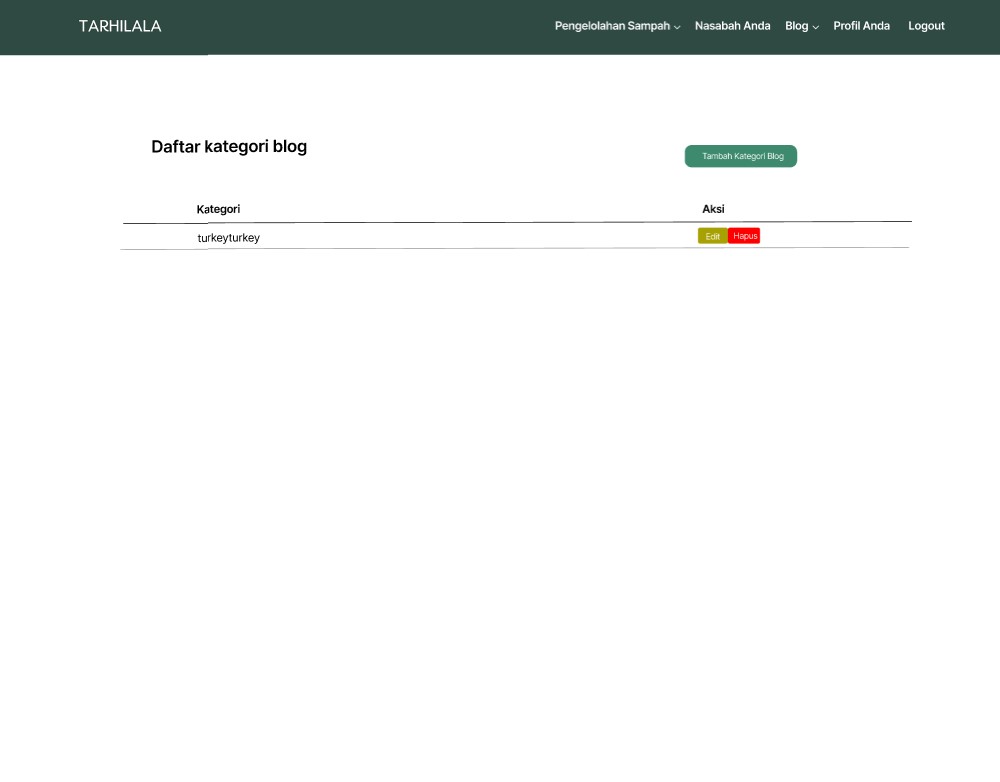 TARHILALA Pengelolahan Sampah Nasabah Anda Blog Profil Anda Logout
Daftar kategori blog
Tambah Kategori Blog
Kategori Aksi
turkeyturkey Edit Hapus